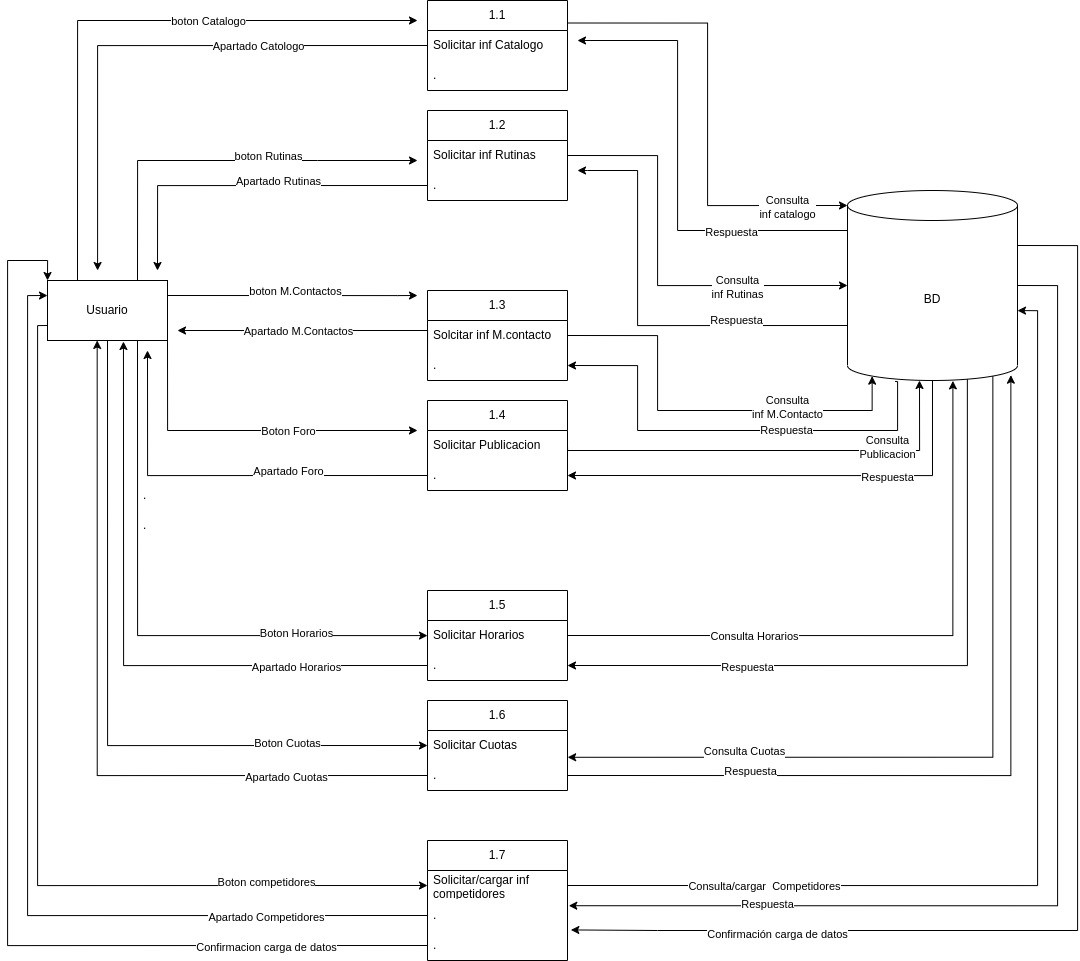 1.1
boton Catalogo
Solicitar inf Catalogo
Apartado Catologo
.
1.2
boton Rutinas
Solicitar inf Rutinas
Apartado Rutinas
.
Consulta
inf catalogo
Respuesta
Consulta
inf Rutinas
Respuesta
BD
Usuario
boton M.Contactos
1.3
Apartado M.Contactos
Solcitar inf M.contacto
.
Consulta
inf M.Contacto
Respuesta
1.4
Boton Foro
Solicitar Publicacion
Consulta
Publicacion
Apartado Foro
.
Respuesta
.
.
1.5
Boton Horarios
Solicitar Horarios
Consulta Horarios
Apartado Horarios
.
Respuesta
1.6
Boton Cuotas
Solicitar Cuotas
Consulta Cuotas
Apartado Cuotas
.
Respuesta
1.7
Boton competidores
Solicitar/cargar inf
competidores
Consulta/cargar  Competidores
Respuesta
Apartado Competidores
.
Confirmación carga de datos
Confirmacion carga de datos
.